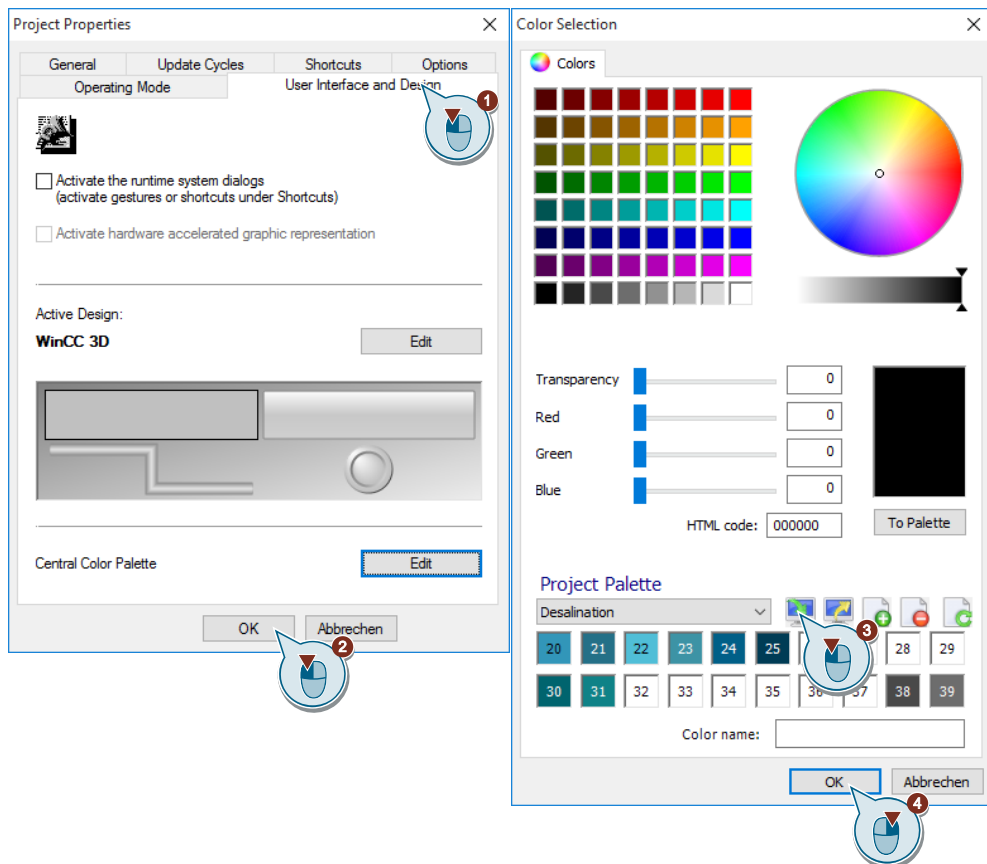 Project Properties
General
Update Cycles
Shortcuts
Options
Operating Mode
User Interface and Design
1
Activate the runtime system dialogs
(activate gestures or shortcuts under Shortcuts)
Activate hardware accelerated graphic representation
Active Design:
WinCC 3D
Edit
Central Color Palette
Edit
OK
Abbrechen
2
Color Selection
Colors
Transparency
0
Red
0
Green
0
Blue
0
HTML code:
000000
To Palette
Project Palette
Desalination
3
20 21 22 23 24 25 28 29
30 31 32 33 34 35 36 37 38 39
Color name:
OK
Abbrechen
4